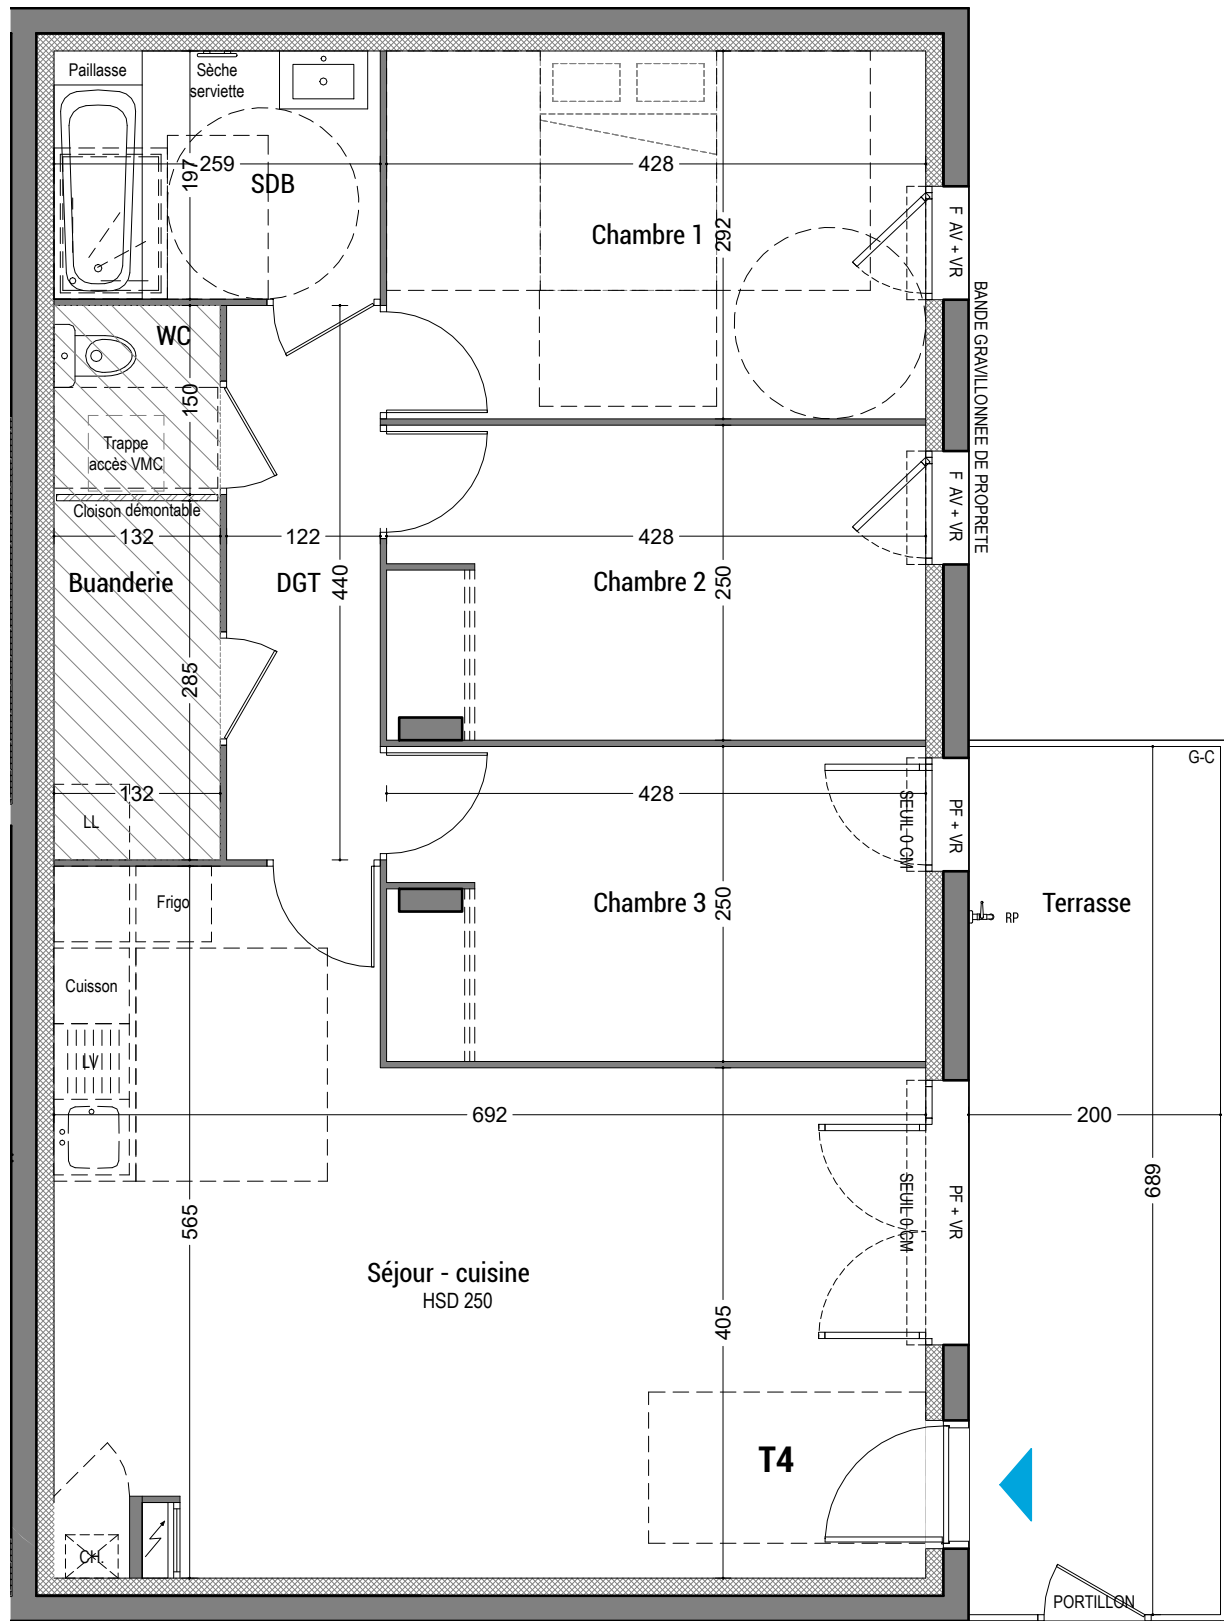 Paillasse
Sèche
serviette
259
197
SDB
428
Chambre 1
292
F AV + VR
BANDE GRAVILLONNEE DE PROPRETE
WC
150
Trappe
accès VMC
Cloison démontable
132
122
428
F AV + VR
Buanderie
DGT
440
Chambre 2
250
285
G-C
132
428
LL
SEUIL 0 CM
PF + VR
Frigo
Chambre 3
250
RP
Terrasse
Cuisson
LV
692
200
689
565
SEUIL 0 CM
PF + VR
Séjour - cuisine
HSD 250
405
T4
CH.
PORTILLON